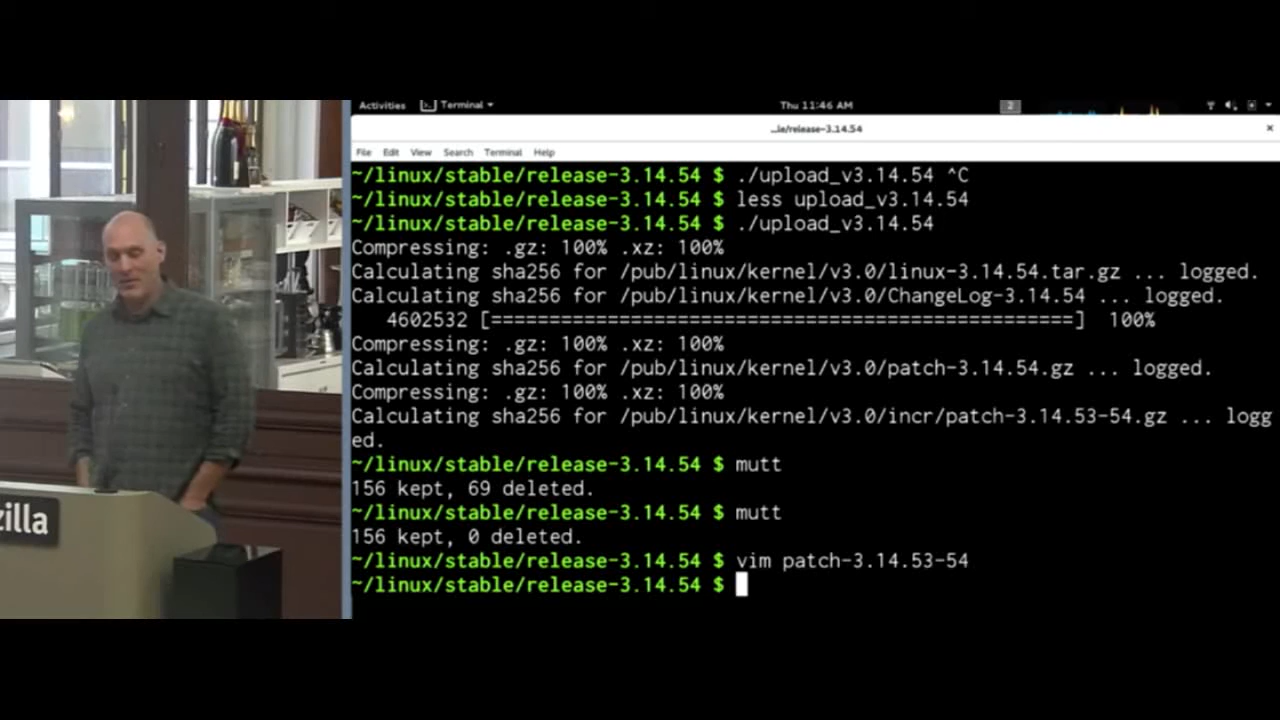 Activities Terminal Thu 11:46 AM 2
...le/release-3.14.54 ×
File Edit View Search Terminal Help
~/linux/stable/release-3.14.54 $ ./upload_v3.14.54 ^C
~/linux/stable/release-3.14.54 $ less upload_v3.14.54
~/linux/stable/release-3.14.54 $ ./upload_v3.14.54
Compressing: .gz: 100% .xz: 100%
Calculating sha256 for /pub/linux/kernel/v3.0/linux-3.14.54.tar.gz ... logged.
Calculating sha256 for /pub/linux/kernel/v3.0/ChangeLog-3.14.54 ... logged.
4602532 [==================================================] 100%
Compressing: .gz: 100% .xz: 100%
Calculating sha256 for /pub/linux/kernel/v3.0/patch-3.14.54.gz ... logged.
Compressing: .gz: 100% .xz: 100%
Calculating sha256 for /pub/linux/kernel/v3.0/incr/patch-3.14.53-54.gz ... logg
ed.
~/linux/stable/release-3.14.54 $ mutt
156 kept, 69 deleted.
~/linux/stable/release-3.14.54 $ mutt
156 kept, 0 deleted.
~/linux/stable/release-3.14.54 $ vim patch-3.14.53-54
~/linux/stable/release-3.14.54 $
zilla